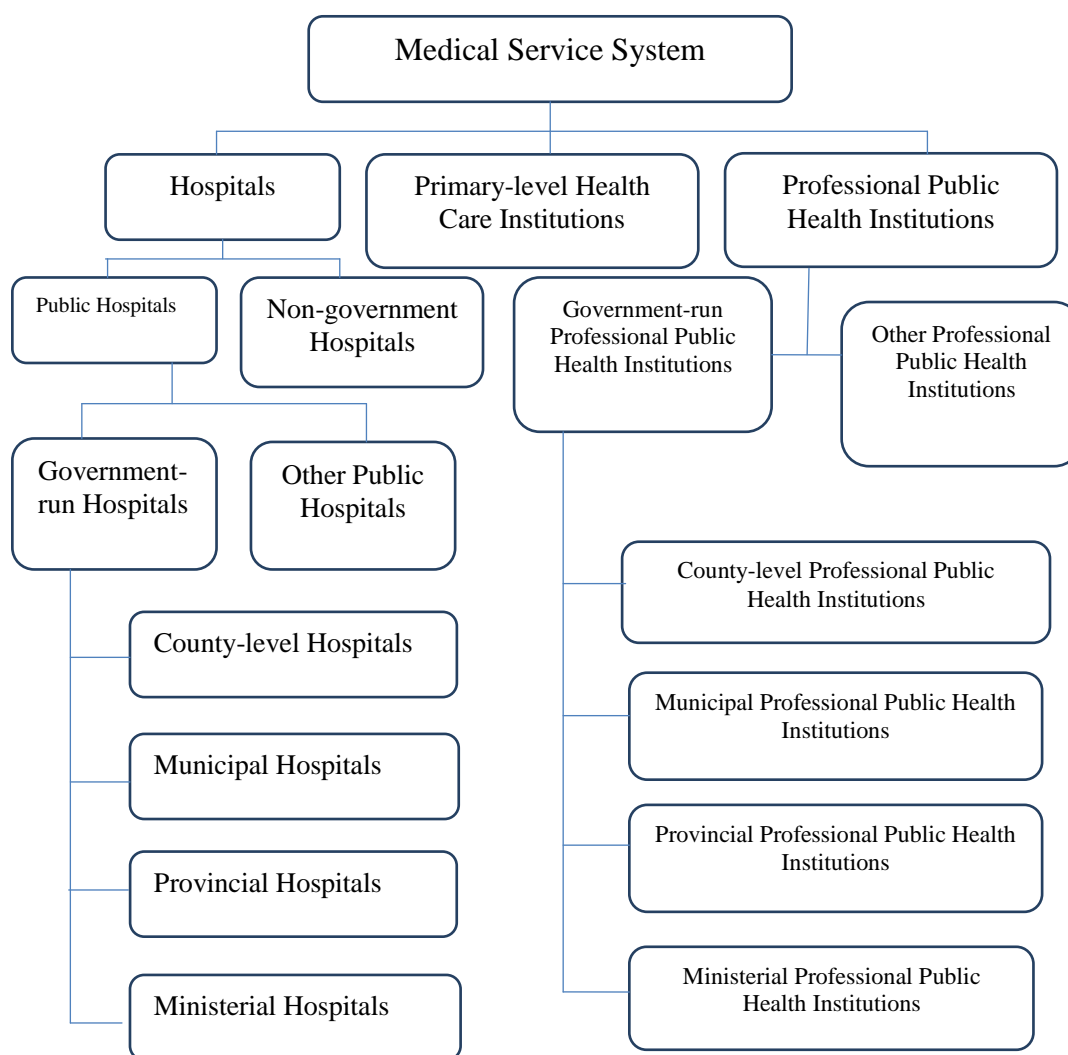 Medical Service System
Hospitals
Primary-level Health
Care Institutions
Professional Public
Health Institutions
Public Hospitals
Non-government
Hospitals
Government-run
Professional Public
Health Institutions
Other Professional
Public Health
Institutions
Government-
run Hospitals
Other Public
Hospitals
County-level Hospitals
Municipal Hospitals
Provincial Hospitals
Ministerial Hospitals
County-level Professional Public
Health Institutions
Municipal Professional Public Health
Institutions
Provincial Professional Public Health
Institutions
Ministerial Professional Public
Health Institutions